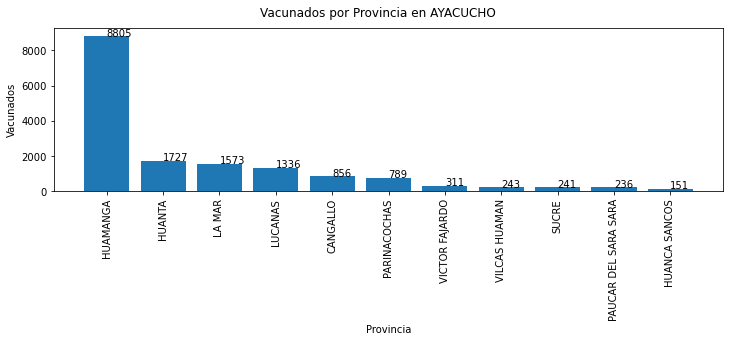 Vacunados por Provincia en AYACUCHO
Vacunados
8000
6000
4000
2000
0
8805
1727
1573
1336
856
789
311
243
241
236
151
HUAMANGA
HUANTA
LA MAR
LUCANAS
CANGALLO
PARINACOCHAS
VICTOR FAJARDO
VILCAS HUAMAN
SUCRE
PAUCAR DEL SARA SARA
HUANCA SANCOS
Provincia